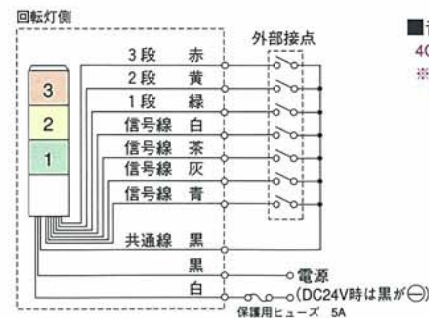 回転灯側
外部接点
3段 赤
2段 黄
1段 緑
信号線 白
信号線 茶
信号線 灰
信号線 青
共通線 黒
黒
白
3
2
1
電源
(DC24V時は黒が⊖)
保護用ヒューズ 5A
■
4
※